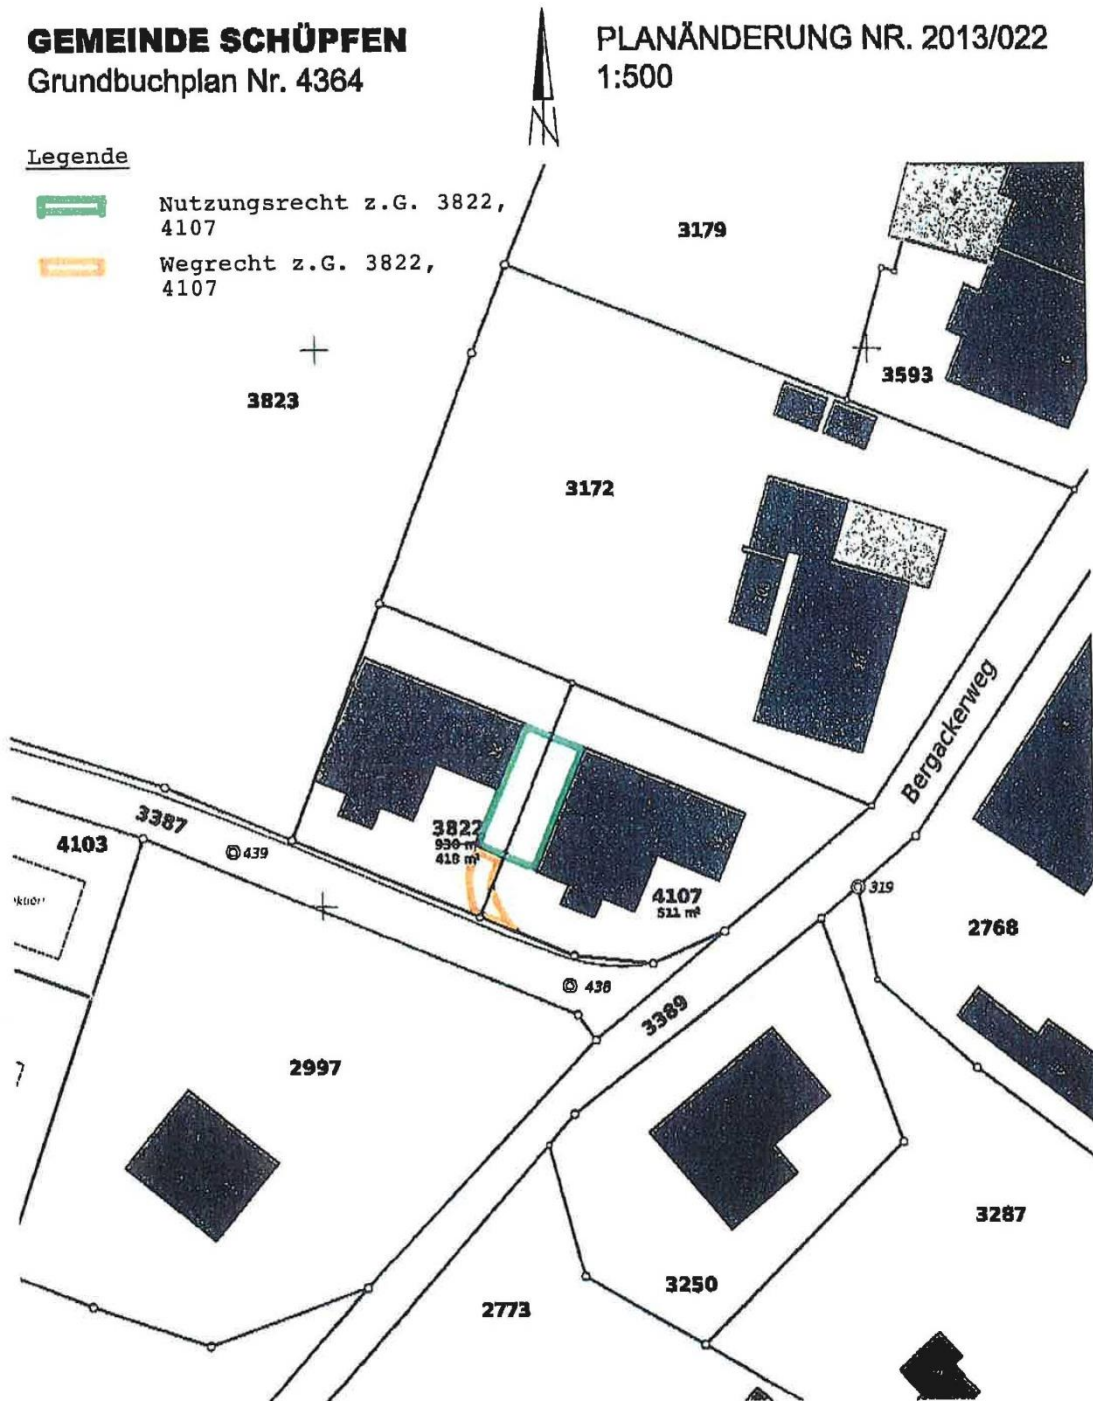 GEMEINDE SCHÜPFEN
Grundbuchplan Nr. 4364
PLANÄNDERUNG NR. 2013/022
1:500
N
Legende
Nutzungsrecht z.G. 3822,
4107
Wegrecht z.G. 3822,
4107
3179
3593
3823
3172
Bergackerweg
3387
4103
439
3822
930 m²
418 m²
4107
511 m²
319
2768
438
3389
2997
3287
3250
2773